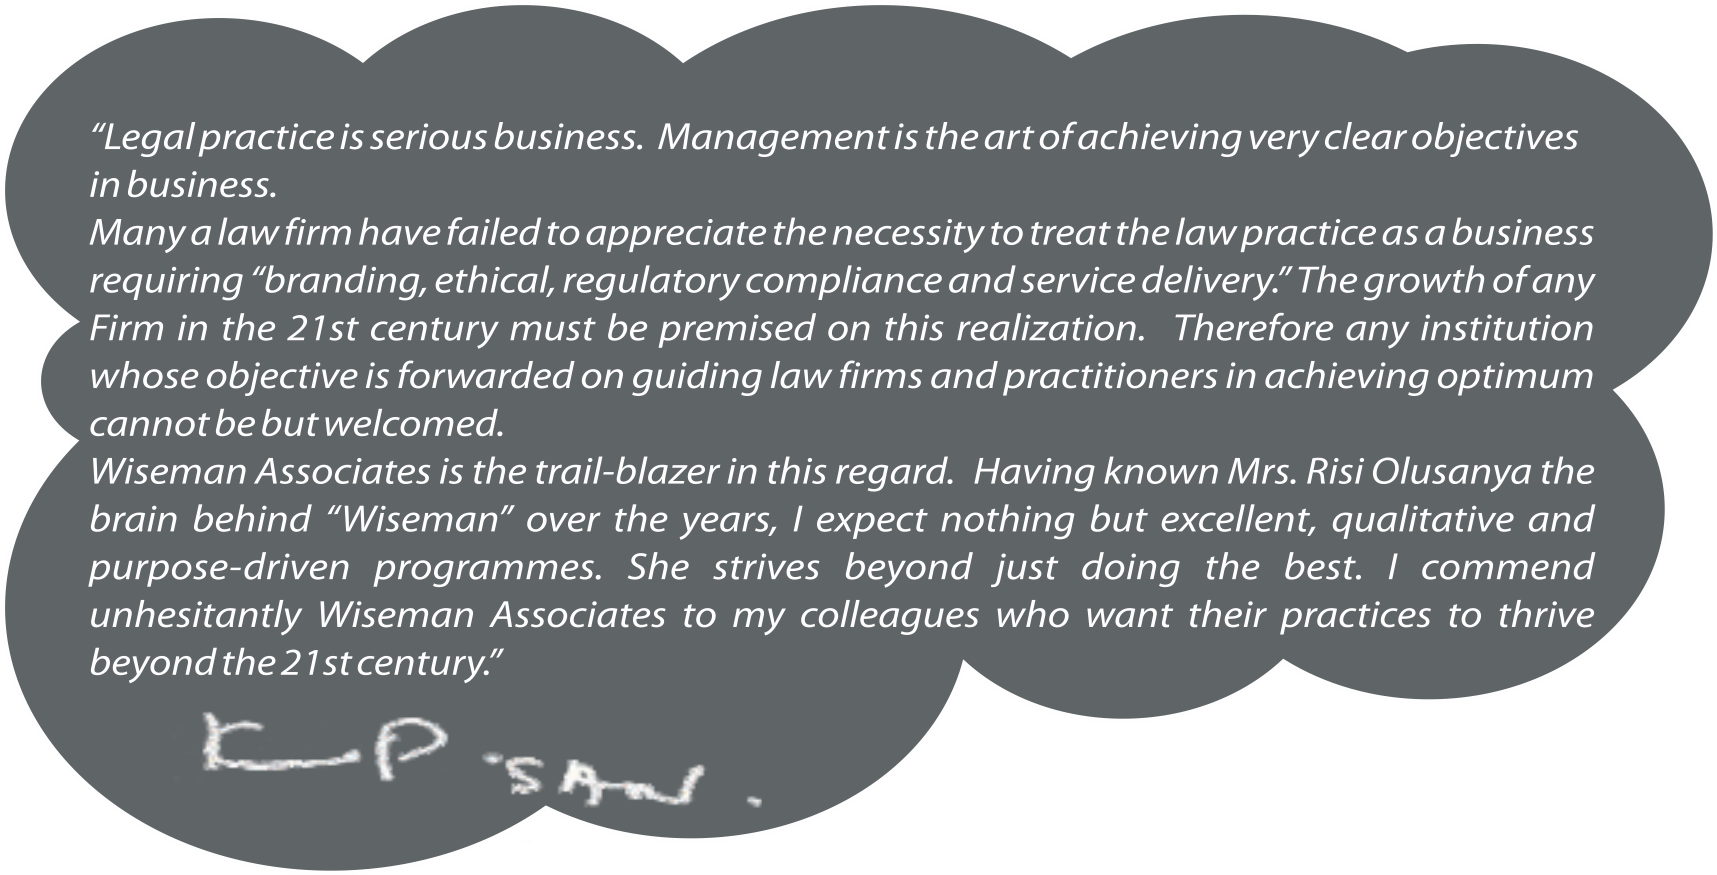 “Legal practice is serious business.  Management is the art of achieving very clear objectives
in business.
Many a law firm have failed to appreciate the necessity to treat the law practice as a business
requiring “branding, ethical, regulatory compliance and service delivery.” The growth of any
Firm in the 21st century must be premised on this realization.  Therefore any institution
whose objective is forwarded on guiding law firms and practitioners in achieving optimum
cannot be but welcomed.
Wiseman Associates is the trail-blazer in this regard.  Having known Mrs. Risi Olusanya the
brain behind “Wiseman” over the years, I expect nothing but excellent, qualitative and
purpose-driven programmes. She strives beyond just doing the best. I commend
unhesitantly Wiseman Associates to my colleagues who want their practices to thrive
beyond the 21st century.”